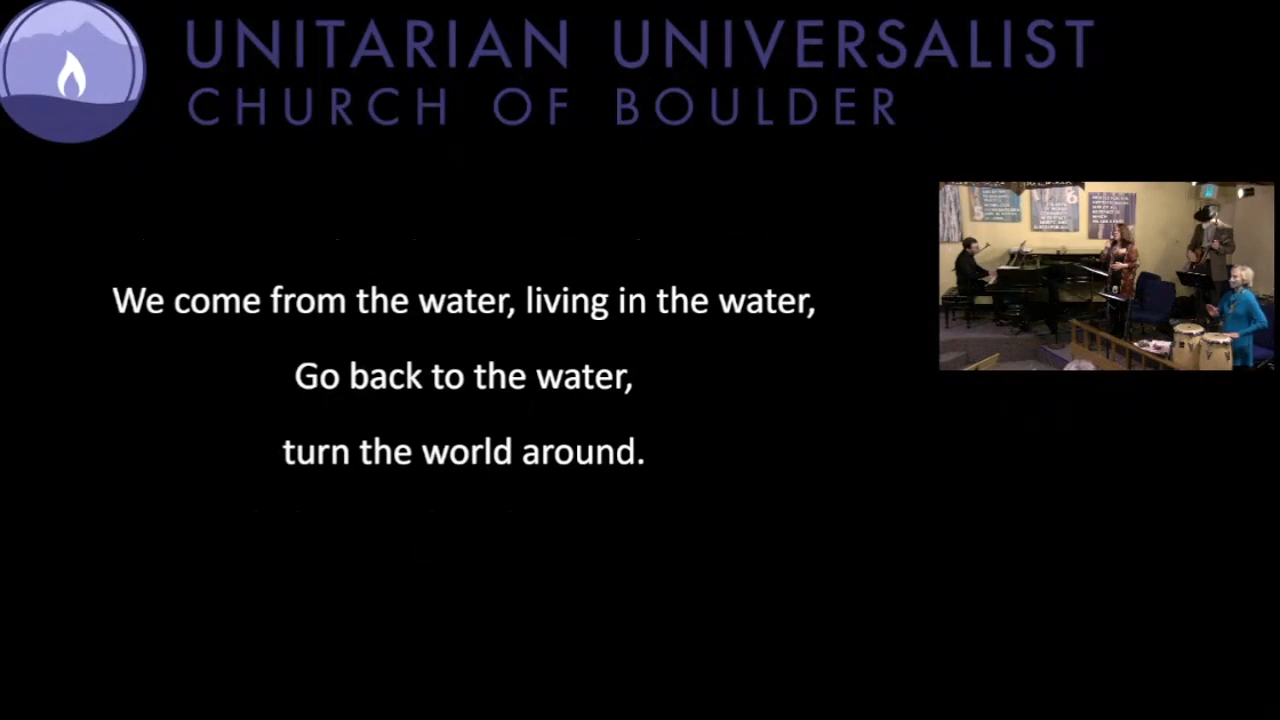 UNITARIAN UNIVERSALIST
CHURCH OF BOULDER
We come from the water, living in the water,
Go back to the water,
turn the world around.